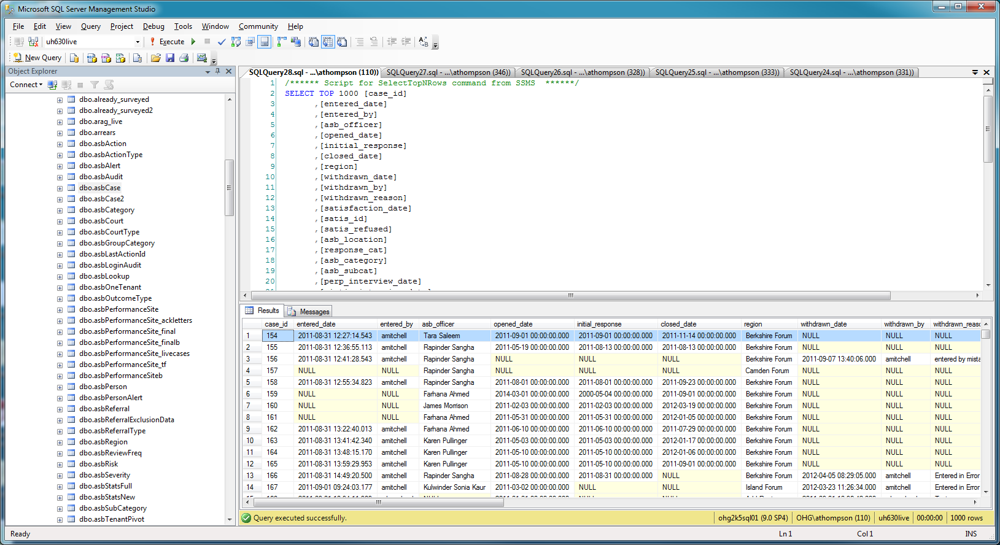 Microsoft SQL Server Management Studio
File Edit View Query Project Debug Tools Window Community Help
uh630live Execute
New Query
Object Explorer
Connect
dbo.already_surveyed
dbo.already_surveyed2
dbo.arag_live
dbo.arrears
dbo.asbAction
dbo.asbActionType
dbo.asbAlert
dbo.asbAudit
dbo.asbCase
dbo.asbCase2
dbo.asbCategory
dbo.asbCourt
dbo.asbCourtType
dbo.asbGroupCategory
dbo.asbLastActionId
dbo.asbLoginAudit
dbo.asbLookup
dbo.asbOneTenant
dbo.asbOutcomeType
dbo.asbPerformanceSite
dbo.asbPerformanceSite_ackletters
dbo.asbPerformanceSite_final
dbo.asbPerformanceSite_finalb
dbo.asbPerformanceSite_livecases
dbo.asbPerformanceSite_tf
dbo.asbPerformanceSiteb
dbo.asbPerson
dbo.asbPersonAlert
dbo.asbReferral
dbo.asbReferralExclusionData
dbo.asbReferralType
dbo.asbRegion
dbo.asbReviewFreq
dbo.asbRisk
dbo.asbSeverity
dbo.asbStatsFull
dbo.asbStatsNew
dbo.asbSubCategory
dbo.asbTenantPivot
SQLQuery28.sql - ...\athompson (110)) SQLQuery27.sql - ...\athompson (346)) SQLQuery26.sql - ...\athompson (328)) SQLQuery25.sql - ...\athompson (333)) SQLQuery24.sql - ...\athompson (331))
1 /****** Script for SelectTopNRows command from SSMS ******/
2 SELECT TOP 1000 [case_id]
3 ,[entered_date]
4 ,[entered_by]
5 ,[asb_officer]
6 ,[opened_date]
7 ,[initial_response]
8 ,[closed_date]
9 ,[region]
10 ,[withdrawn_date]
11 ,[withdrawn_by]
12 ,[withdrawn_reason]
13 ,[satisfaction_date]
14 ,[satis_id]
15 ,[satis_refused]
16 ,[asb_location]
17 ,[response_cat]
18 ,[asb_category]
19 ,[asb_subcat]
20 ,[perp_interview_date]
Results Messages
case_id entered_date entered_by asb_officer opened_date initial_response closed_date region withdrawn_date withdrawn_by withdrawn_reaso
1 154 2011-08-31 12:27:14.543 amitchell Tara Saleem 2011-09-01 00:00:00.000 2011-09-01 00:00:00.000 2011-11-14 00:00:00.000 Berkshire Forum NULL NULL NULL
2 155 2011-08-31 12:36:55.113 amitchell Rapinder Sangha 2011-05-19 00:00:00.000 2011-08-13 00:00:00.000 2011-08-13 00:00:00.000 Berkshire Forum NULL NULL NULL
3 156 2011-08-31 12:41:28.543 amitchell Rapinder Sangha NULL NULL NULL Berkshire Forum 2011-09-07 13:40:06.000 amitchell entered by mista
4 157 NULL NULL Rapinder Sangha NULL NULL NULL Camden Forum NULL NULL NULL
5 158 2011-08-31 12:55:34.823 amitchell Rapinder Sangha 2011-08-01 00:00:00.000 2011-08-01 00:00:00.000 2011-09-23 00:00:00.000 Berkshire Forum NULL NULL NULL
6 159 NULL NULL Farhana Ahmed 2014-03-01 00:00:00.000 2000-05-04 00:00:00.000 2011-09-01 00:00:00.000 Berkshire Forum NULL NULL NULL
7 160 NULL NULL James Morrison 2011-02-03 00:00:00.000 2011-02-03 00:00:00.000 2012-03-19 00:00:00.000 Berkshire Forum NULL NULL NULL
8 161 NULL NULL Farhana Ahmed 2011-05-31 00:00:00.000 2011-05-31 00:00:00.000 2012-01-05 00:00:00.000 Berkshire Forum NULL NULL NULL
9 162 2011-08-31 13:22:40.013 amitchell Farhana Ahmed 2011-06-10 00:00:00.000 2011-06-10 00:00:00.000 2011-07-29 00:00:00.000 Berkshire Forum NULL NULL NULL
10 163 2011-08-31 13:41:42.340 amitchell Karen Pullinger 2011-05-03 00:00:00.000 2011-05-03 00:00:00.000 2012-01-17 00:00:00.000 Berkshire Forum NULL NULL NULL
11 164 2011-08-31 13:48:15.170 amitchell Karen Pullinger 2011-05-10 00:00:00.000 2011-05-10 00:00:00.000 2012-01-06 00:00:00.000 Berkshire Forum NULL NULL NULL
12 165 2011-08-31 13:59:29.953 amitchell Karen Pullinger 2011-05-10 00:00:00.000 2011-05-10 00:00:00.000 2011-09-01 00:00:00.000 Berkshire Forum NULL NULL NULL
13 166 2011-08-31 14:49:20.500 amitchell Rapinder Sangha 2011-08-28 00:00:00.000 2011-08-31 00:00:00.000 NULL Berkshire Forum 2012-04-05 08:29:05.000 amitchell Entered in Error
14 167 2011-09-01 09:24:03.177 amitchell Kulwinder Sonia Kaur 2011-03-02 00:00:00.000 NULL NULL Island Forum 2012-03-23 11:26:34.000 amitchell Entered in Error
Query executed successfully. ohg2k5sql01 (9.0 SP4) OHG\athompson (110) uh630live 00:00:00 1000 rows
Ready Ln 1 Col 1 INS